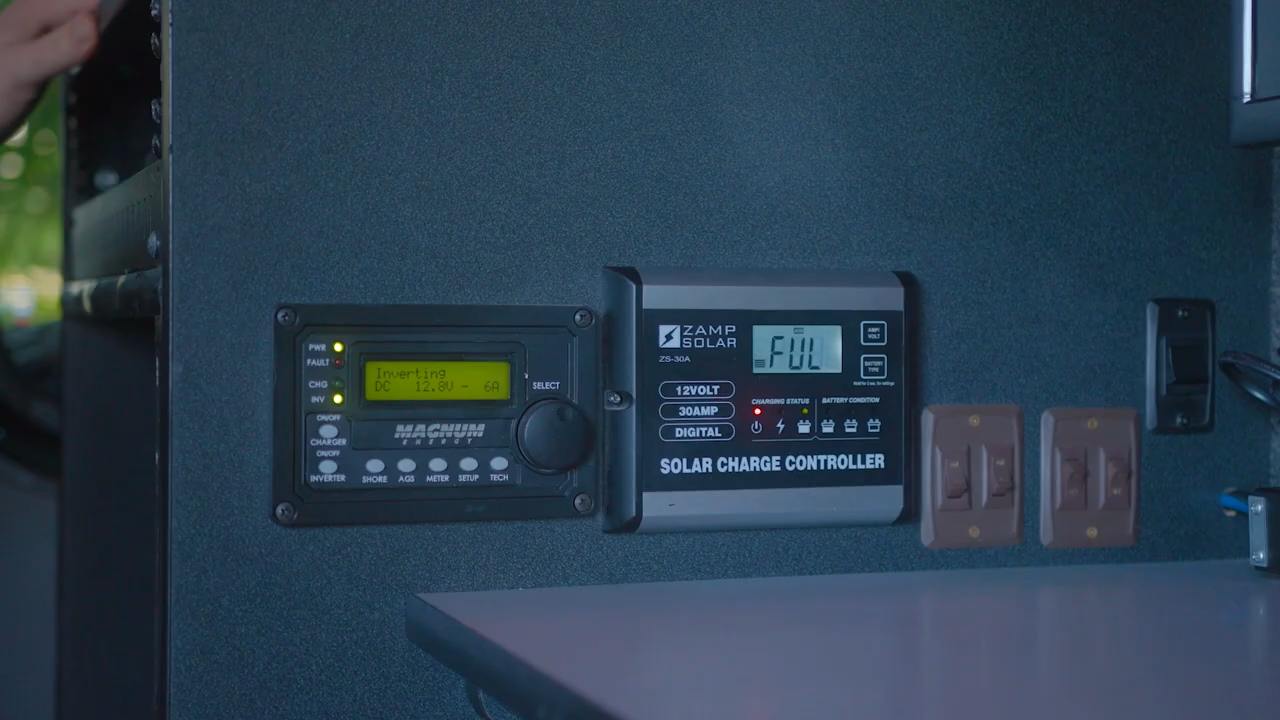 PWR
FAULT
CHG
INV
Inverting
DC 12.8V - 6A
SELECT
ON/OFF
CHARGER
ON/OFF
INVERTER
MAGNUM
ENERGY
SHORE
AGS
METER
SETUP
TECH
ZAMP
SOLAR
ZS-30A
FUL
AMP/
VOLT
BATTERY
TYPE
12VOLT
30AMP
DIGITAL
CHARGING STATUS
BATTERY CONDITION
SOLAR CHARGE CONTROLLER